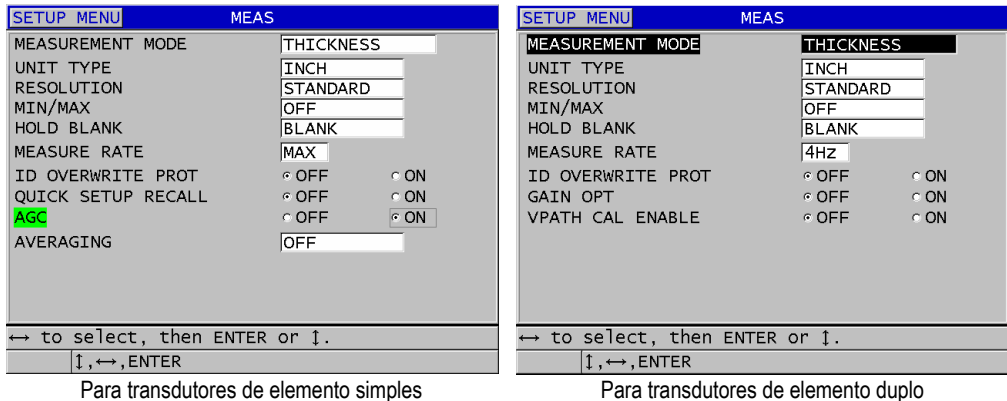 SETUP MENU MEAS
MEASUREMENT MODE THICKNESS
UNIT TYPE INCH
RESOLUTION STANDARD
MIN/MAX OFF
HOLD BLANK BLANK
MEASURE RATE MAX
ID OVERWRITE PROT OFF ON
QUICK SETUP RECALL OFF ON
AGC OFF ON
AVERAGING OFF
↔ to select, then ENTER or ↕.
↕,↔,ENTER
Para transdutores de elemento simples
SETUP MENU MEAS
MEASUREMENT MODE THICKNESS
UNIT TYPE INCH
RESOLUTION STANDARD
MIN/MAX OFF
HOLD BLANK BLANK
MEASURE RATE 4Hz
ID OVERWRITE PROT OFF ON
GAIN OPT OFF ON
VPATH CAL ENABLE OFF ON
↔ to select, then ENTER or ↕.
↕,↔,ENTER
Para transdutores de elemento duplo